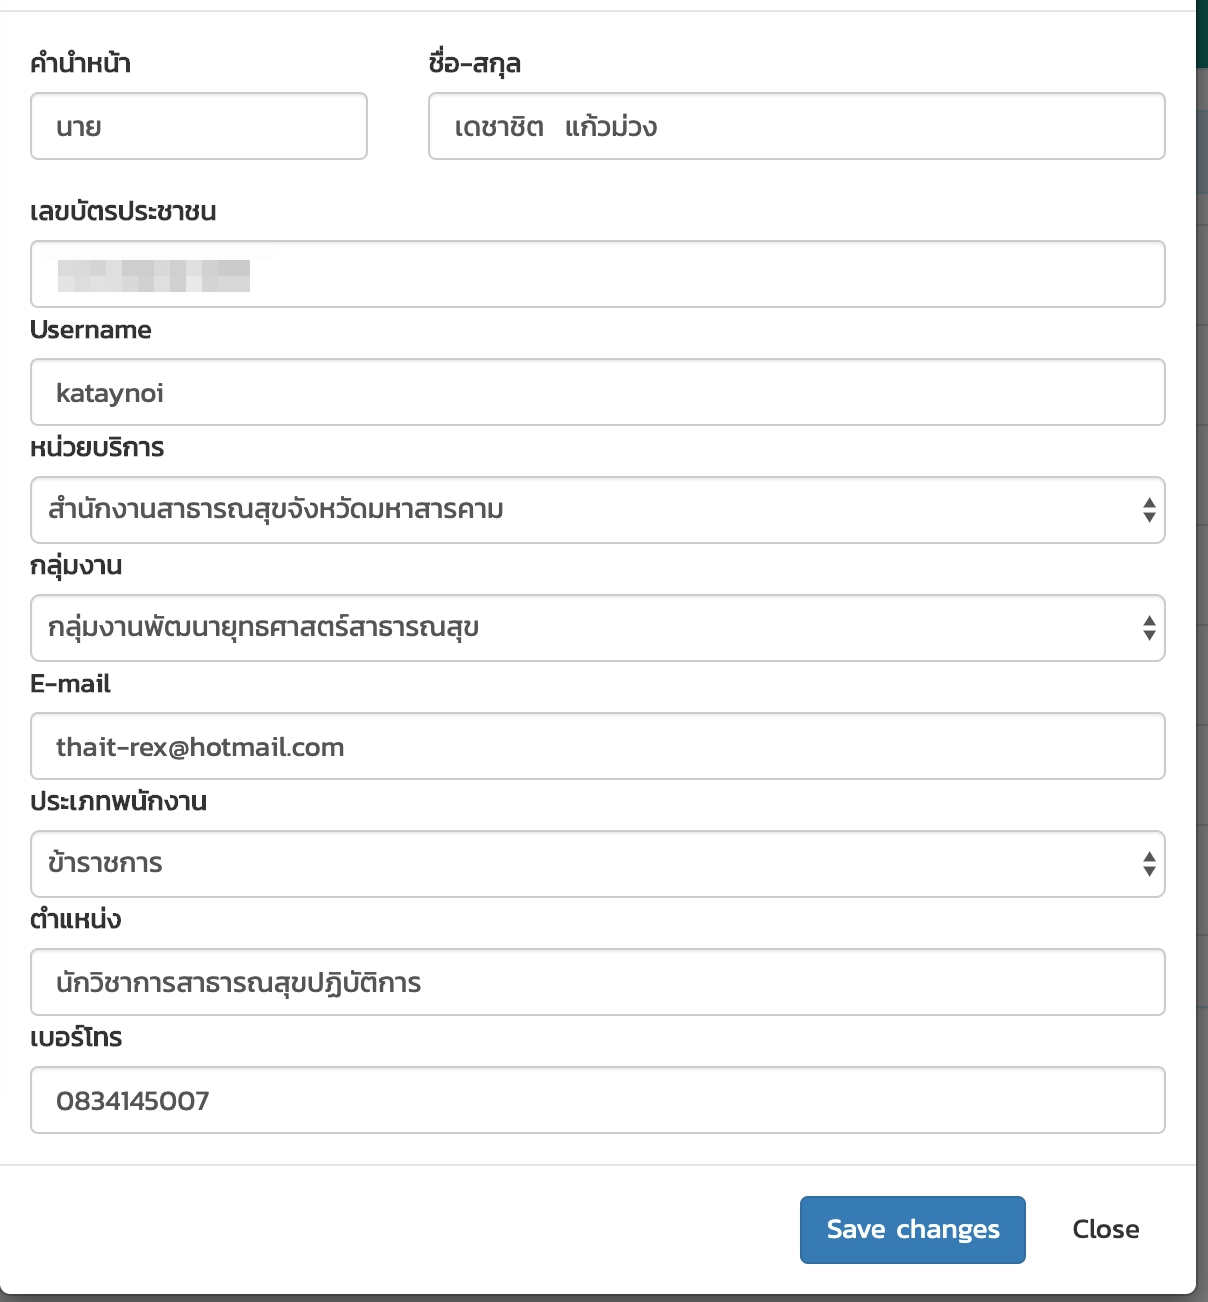 คำนำหน้า ชื่อ-สกุล
นาย เดชาชิต แก้วม่วง
เลขบัตรประชาชน
Username
kataynoi
หน่วยบริการ
สำนักงานสาธารณสุขจังหวัดมหาสารคาม
กลุ่มงาน
กลุ่มงานพัฒนายุทธศาสตร์สาธารณสุข
E-mail
thait-rex@hotmail.com
ประเภทพนักงาน
ข้าราชการ
ตำแหน่ง
นักวิชาการสาธารณสุขปฏิบัติการ
เบอร์โทร
0834145007
Save changes Close